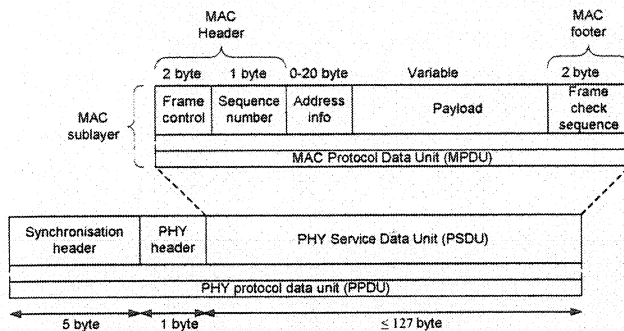 MAC
Header
MAC
footer
2 byte
1 byte
0-20 byte
Variable
2 byte
MAC
sublayer
Frame
control
Sequence
number
Address
info
Payload
Frame
check
sequence
MAC Protocol Data Unit (MPDU)
Synchronisation
header
PHY
header
PHY Service Data Unit (PSDU)
PHY protocol data unit (PPDU)
5 byte
1 byte
≤ 127 byte